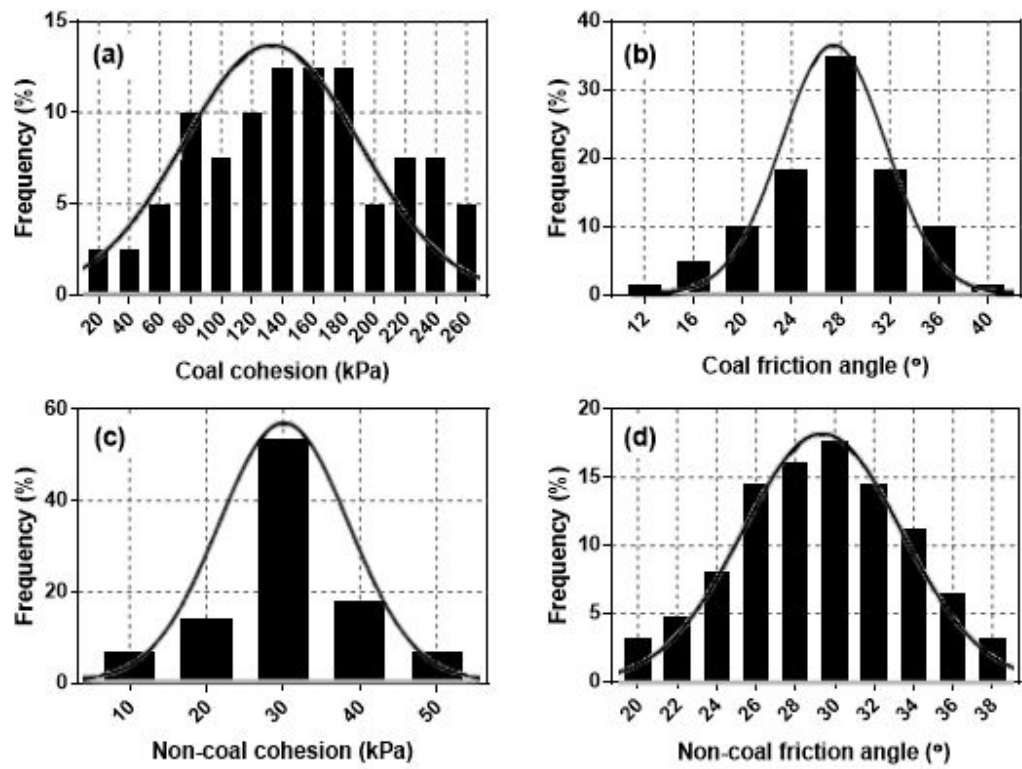 (a)
Frequency (%)
15
10
5
0
20 40 60 80 100 120 140 160 180 200 220 240 260
Coal cohesion (kPa)
(b)
Frequency (%)
40
30
20
10
0
12 16 20 24 28 32 36 40
Coal friction angle (°)
(c)
Frequency (%)
60
40
20
0
10 20 30 40 50
Non-coal cohesion (kPa)
(d)
Frequency (%)
20
15
10
5
0
20 22 24 26 28 30 32 34 36 38
Non-coal friction angle (°)